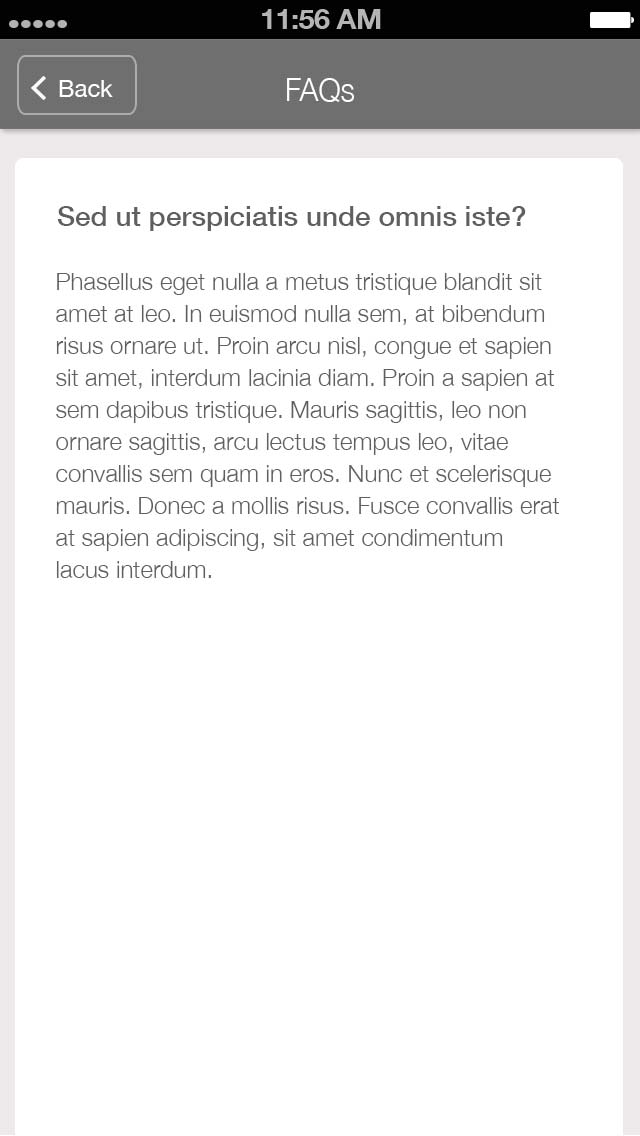 11:56 AM
Back
FAQs
Sed ut perspiciatis unde omnis iste?
Phasellus eget nulla a metus tristique blandit sit
amet at leo. In euismod nulla sem, at bibendum
risus ornare ut. Proin arcu nisl, congue et sapien
sit amet, interdum lacinia diam. Proin a sapien at
sem dapibus tristique. Mauris sagittis, leo non
ornare sagittis, arcu lectus tempus leo, vitae
convallis sem quam in eros. Nunc et scelerisque
mauris. Donec a mollis risus. Fusce convallis erat
at sapien adipiscing, sit amet condimentum
lacus interdum.